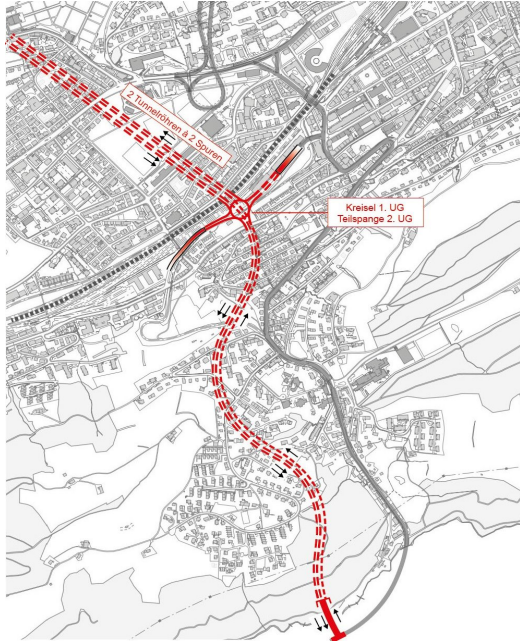 2 Tunnelröhren à 2 Spuren
Kreisel 1. UG
Teilspange 2. UG